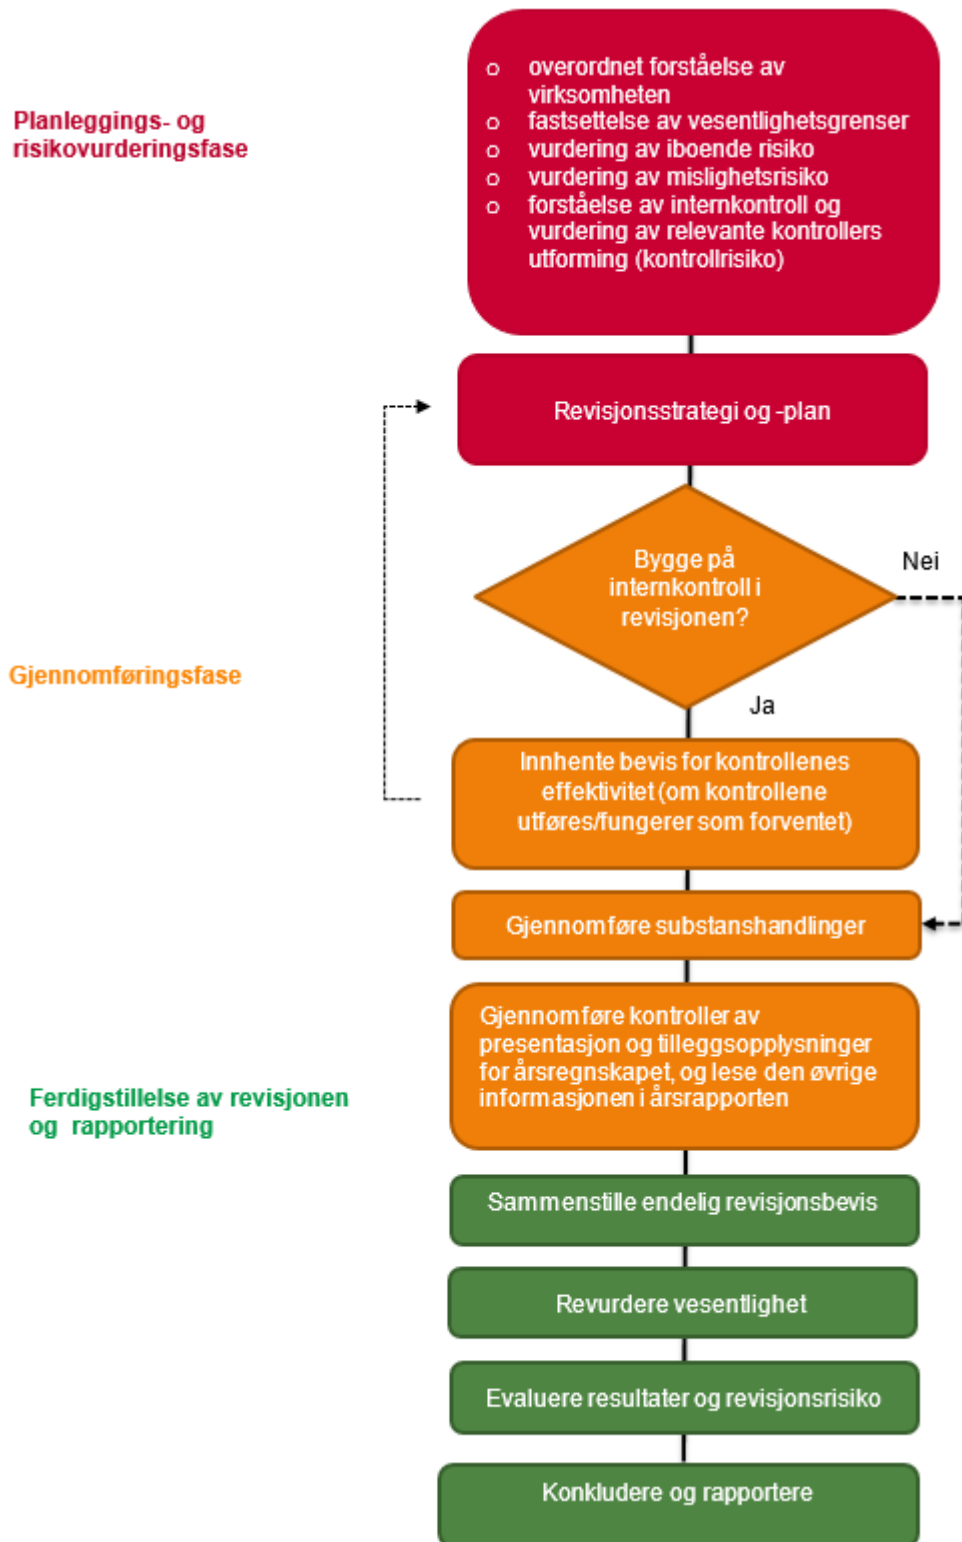 Planleggings- og
risikovurderingsfase
o overordnet forståelse av
virksomheten
o fastsettelse av vesentlighetsgrenser
o vurdering av iboende risiko
o vurdering av mislighetsrisiko
o forståelse av internkontroll og
vurdering av relevante kontrollers
utforming (kontrollrisiko)
Revisjonsstrategi og -plan
Bygge på
internkontroll i
revisjonen?
Nei
Gjennomføringsfase
Ja
Innhente bevis for kontrollenes
effektivitet (om kontrollene
utføres/fungerer som forventet)
Gjennomføre substanshandlinger
Gjennomføre kontroller av
presentasjon og tilleggsopplysninger
for årsregnskapet, og lese den øvrige
informasjonen i årsrapporten
Ferdigstillelse av revisjonen
og rapportering
Sammenstille endelig revisjonsbevis
Revurdere vesentlighet
Evaluere resultater og revisjonsrisiko
Konkludere og rapportere